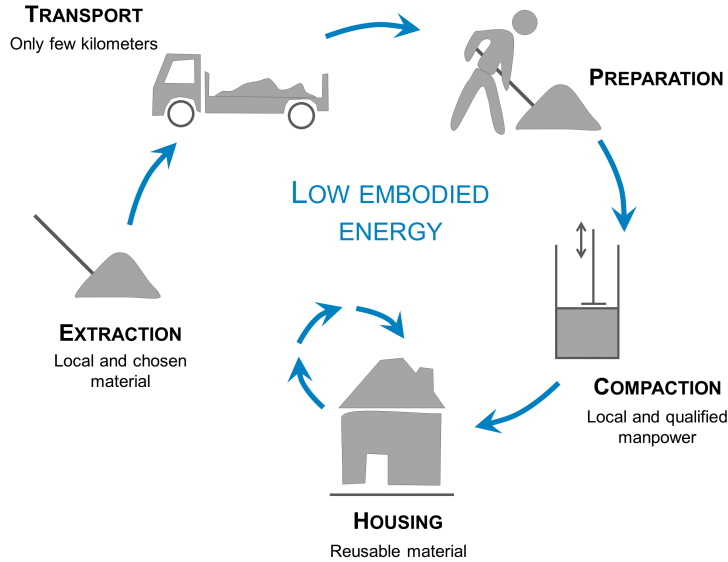 TRANSPORT
Only few kilometers
PREPARATION
LOW EMBODIED
ENERGY
EXTRACTION
Local and chosen
material
COMPACTION
Local and qualified
manpower
HOUSING
Reusable material